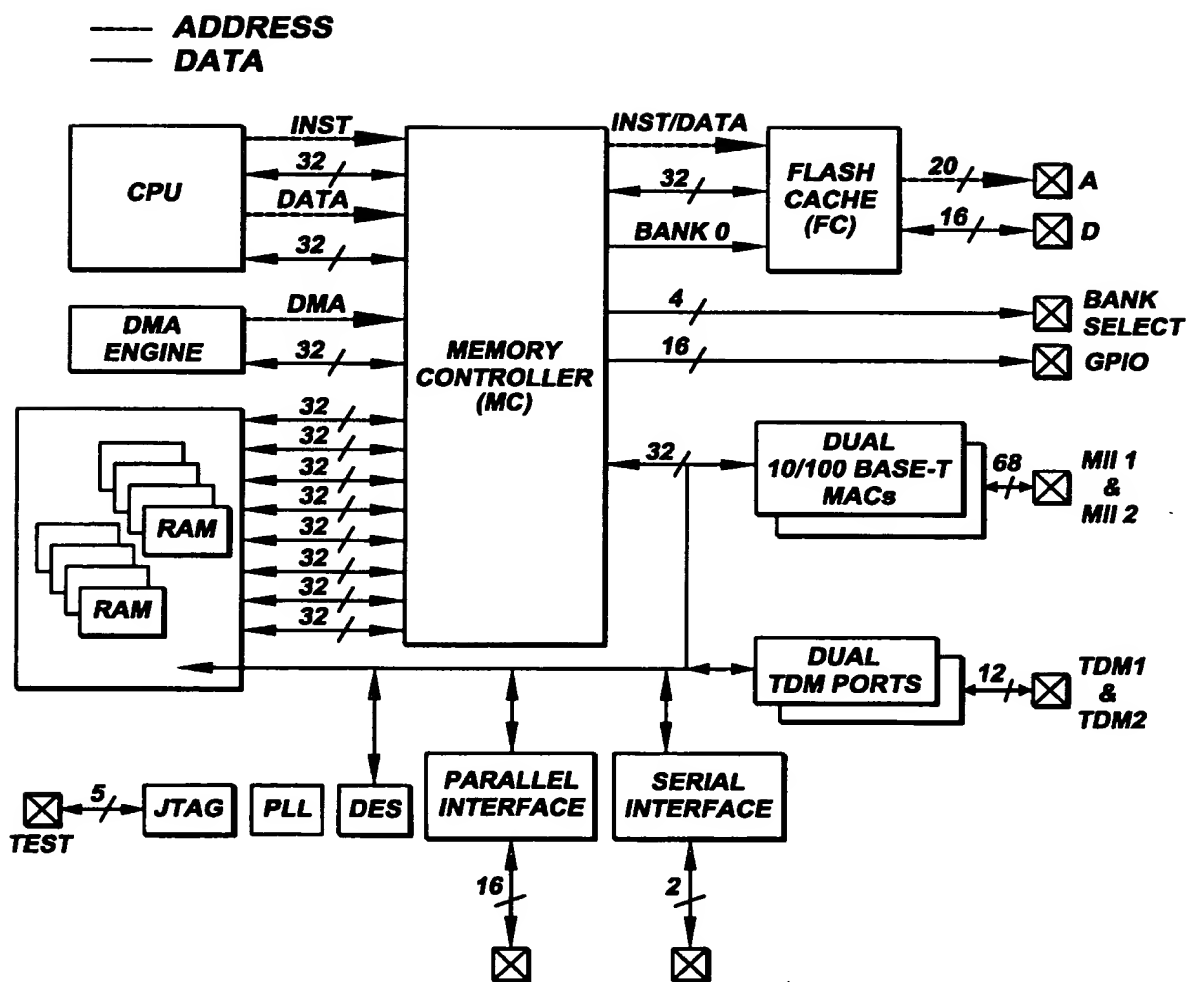 ADDRESS
DATA
CPU
INST
32
DATA
32
DMA
ENGINE
DMA
32
MEMORY
CONTROLLER
(MC)
INST/DATA
32
BANK 0
FLASH
CACHE
(FC)
20
A
16
D
4
BANK
SELECT
16
GPIO
32
32
32
32
32
32
32
32
RAM
RAM
32
DUAL
10/100 BASE-T
MACs
68
MII 1
&
MII 2
DUAL
TDM PORTS
12
TDM1
&
TDM2
TEST
5
JTAG
PLL
DES
PARALLEL
INTERFACE
SERIAL
INTERFACE
16
2